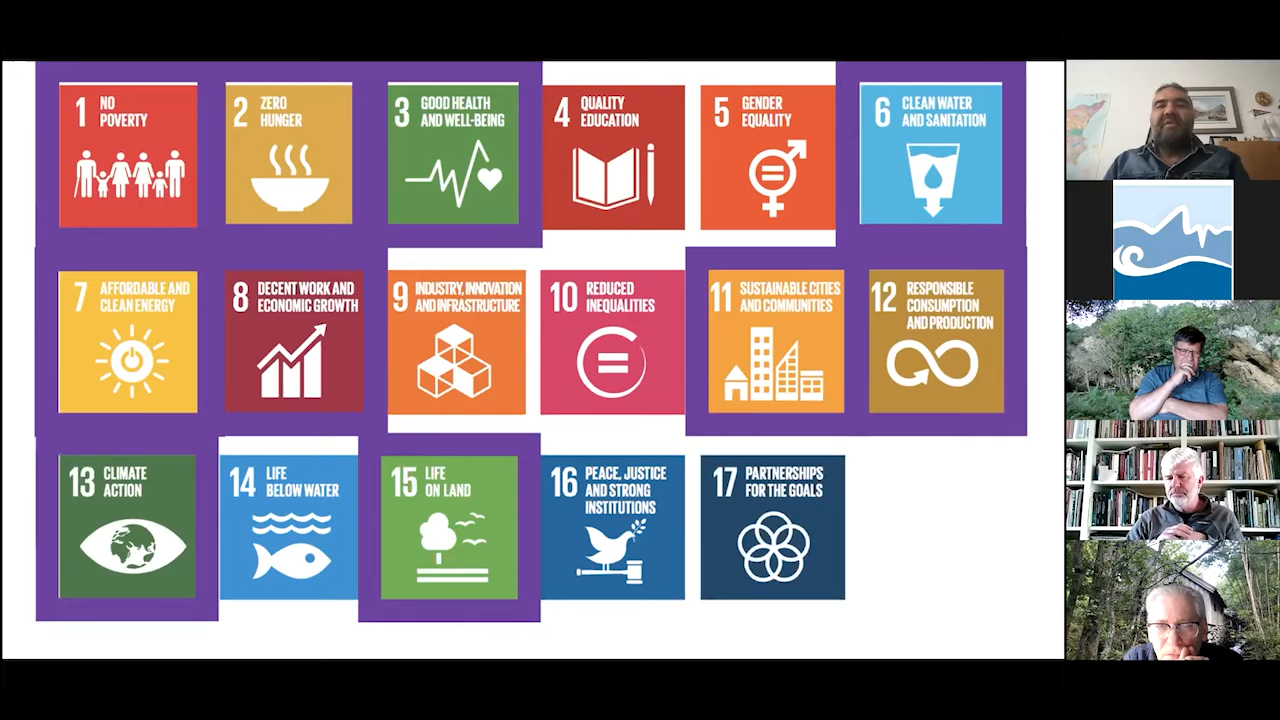 1 NO
POVERTY
2 ZERO
HUNGER
3 GOOD HEALTH
AND WELL-BEING
4 QUALITY
EDUCATION
5 GENDER
EQUALITY
6 CLEAN WATER
AND SANITATION
7 AFFORDABLE AND
CLEAN ENERGY
8 DECENT WORK AND
ECONOMIC GROWTH
9 INDUSTRY, INNOVATION
AND INFRASTRUCTURE
10 REDUCED
INEQUALITIES
11 SUSTAINABLE CITIES
AND COMMUNITIES
12 RESPONSIBLE
CONSUMPTION
AND PRODUCTION
13 CLIMATE
ACTION
14 LIFE
BELOW WATER
15 LIFE
ON LAND
16 PEACE, JUSTICE
AND STRONG
INSTITUTIONS
17 PARTNERSHIPS
FOR THE GOALS